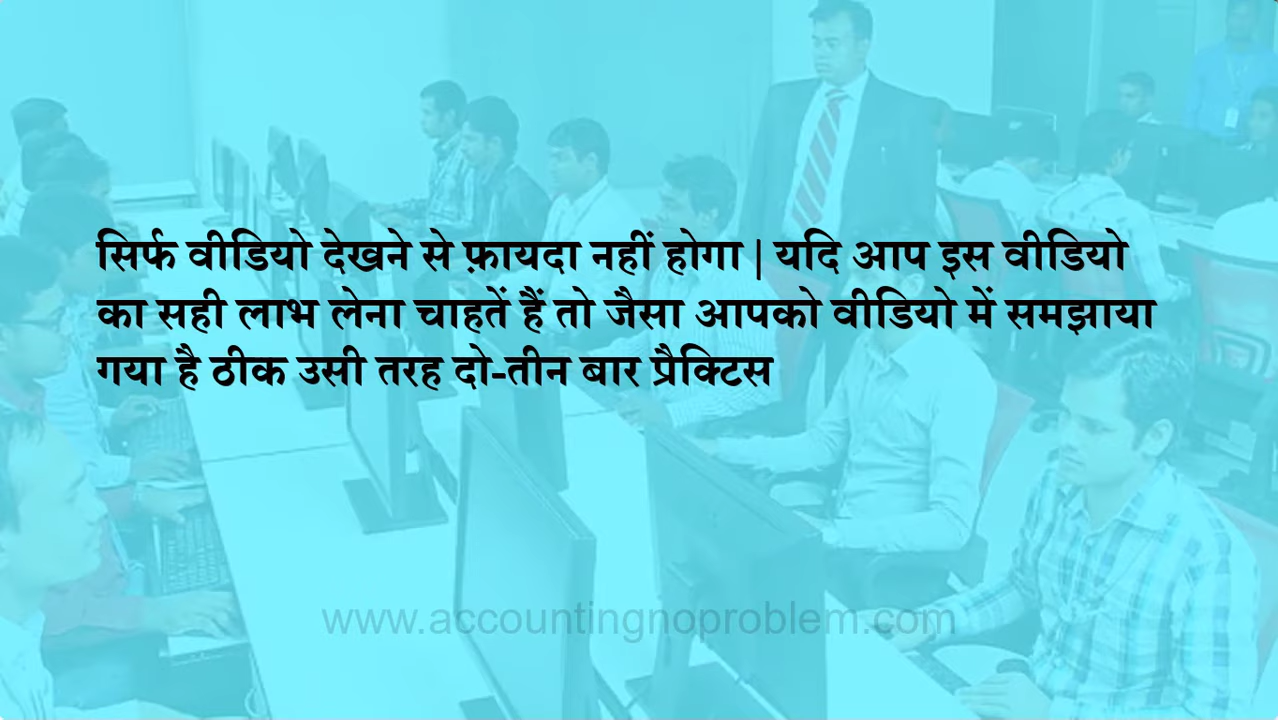 सिर्फ वीडियो देखने से फ़ायदा नहीं होगा | यदि आप इस वीडियो
का सही लाभ लेना चाहतें हैं तो जैसा आपको वीडियो में समझाया
गया है ठीक उसी तरह दो-तीन बार प्रैक्टिस
www.accountingnoproblem.com